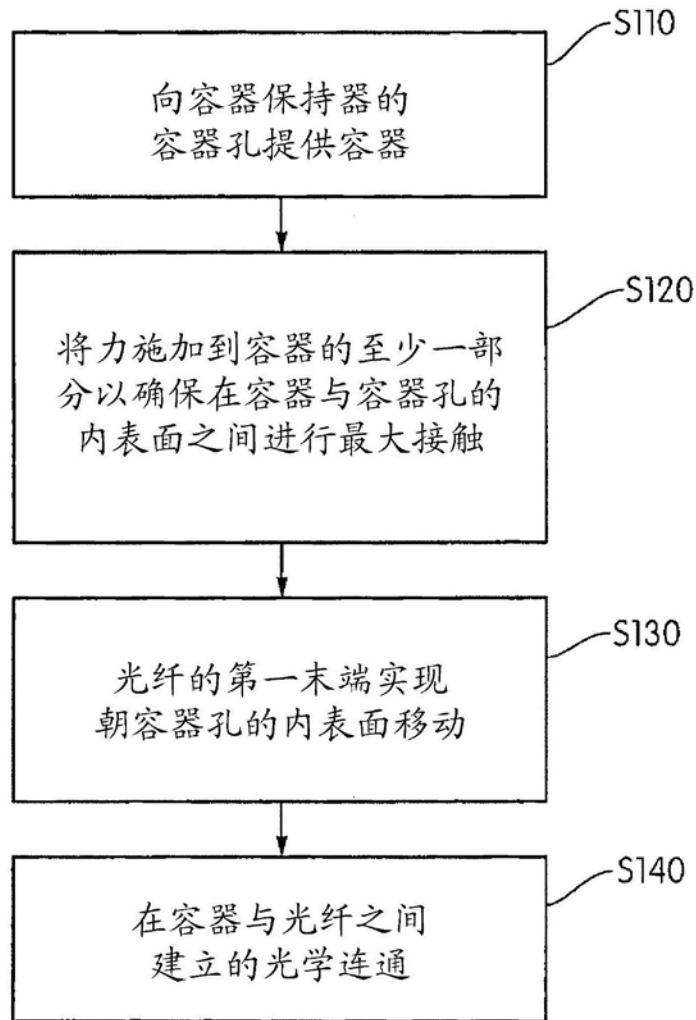 S110
向容器保持器的
容器孔提供容器
S120
将力施加到容器的至少一部
分以确保在容器与容器孔的
内表面之间进行最大接触
S130
光纤的第一末端实现
朝容器孔的内表面移动
S140
在容器与光纤之间
建立的光学连通